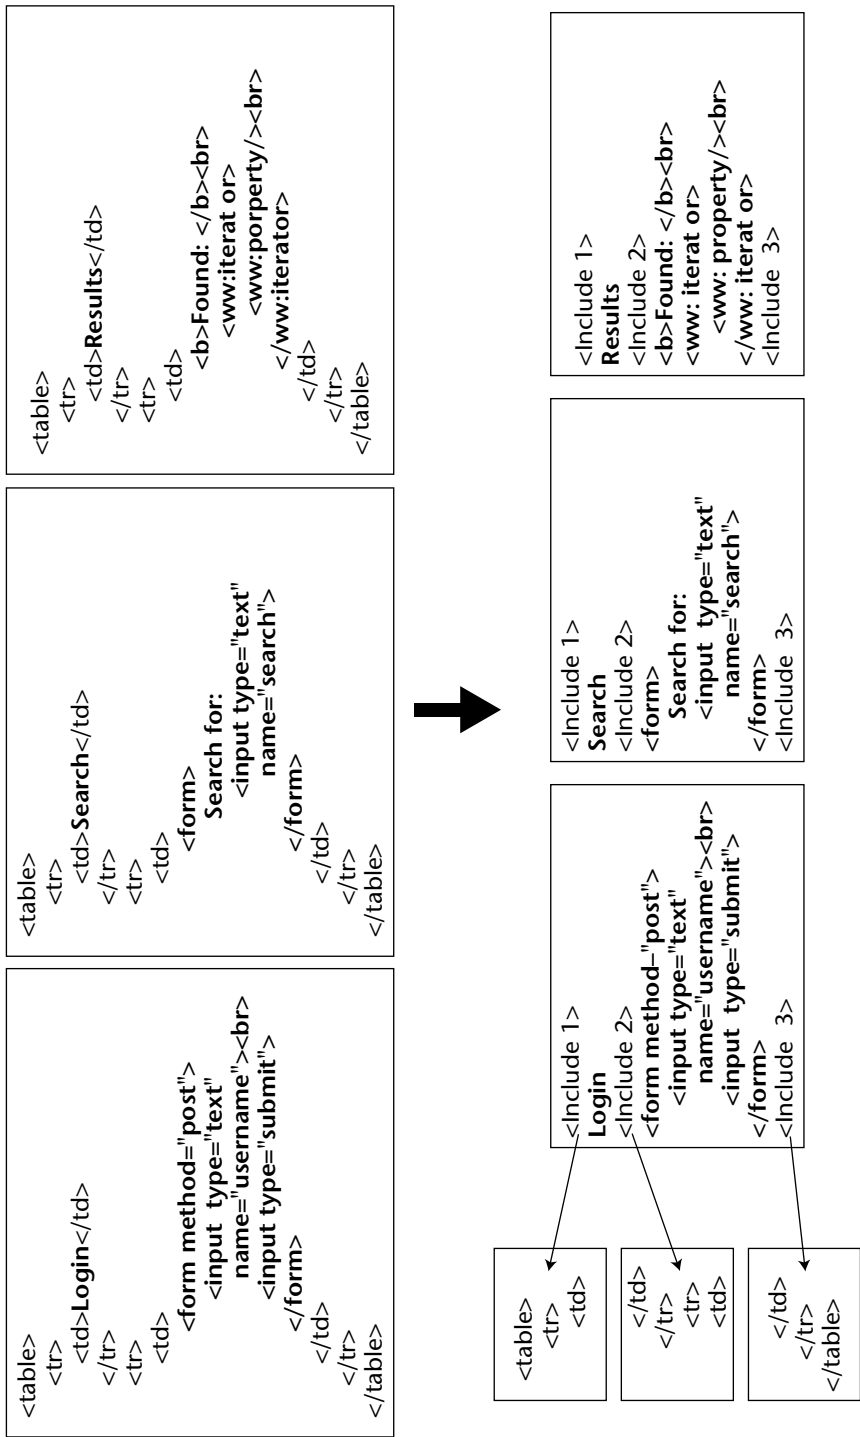 <table>
<tr>
<td>Login</td>
</tr>
<tr>
<td>
<form method="post">
<input type="text"
name="username"><br>
<input type="submit">
</form>
</td>
</tr>
</table>
<table>
<tr>
<td>Search</td>
</tr>
<tr>
<td>
<form>
Search for:
<input type="text"
name="search">
</form>
</td>
</tr>
</table>
<table>
<tr>
<td>Results</td>
</tr>
<tr>
<td>
<b>Found: </b><br>
<ww:iterat or>
<ww:porperty/><br>
</ww:iterator>
</td>
</tr>
</table>
<table>
<tr>
<td>
</td>
</tr>
<tr>
<td>
</td>
</tr>
</table>
<Include 1>
Login
<Include 2>
<form method="post">
<input type="text"
name="username"><br>
<input type="submit">
</form>
<Include 3>
<Include 1>
Search
<Include 2>
<form>
Search for:
<input type="text"
name="search">
</form>
<Include 3>
<Include 1>
Results
<Include 2>
<b>Found: </b><br>
<ww: iterat or>
<ww: property/><br>
</ww: iterat or>
<Include 3>